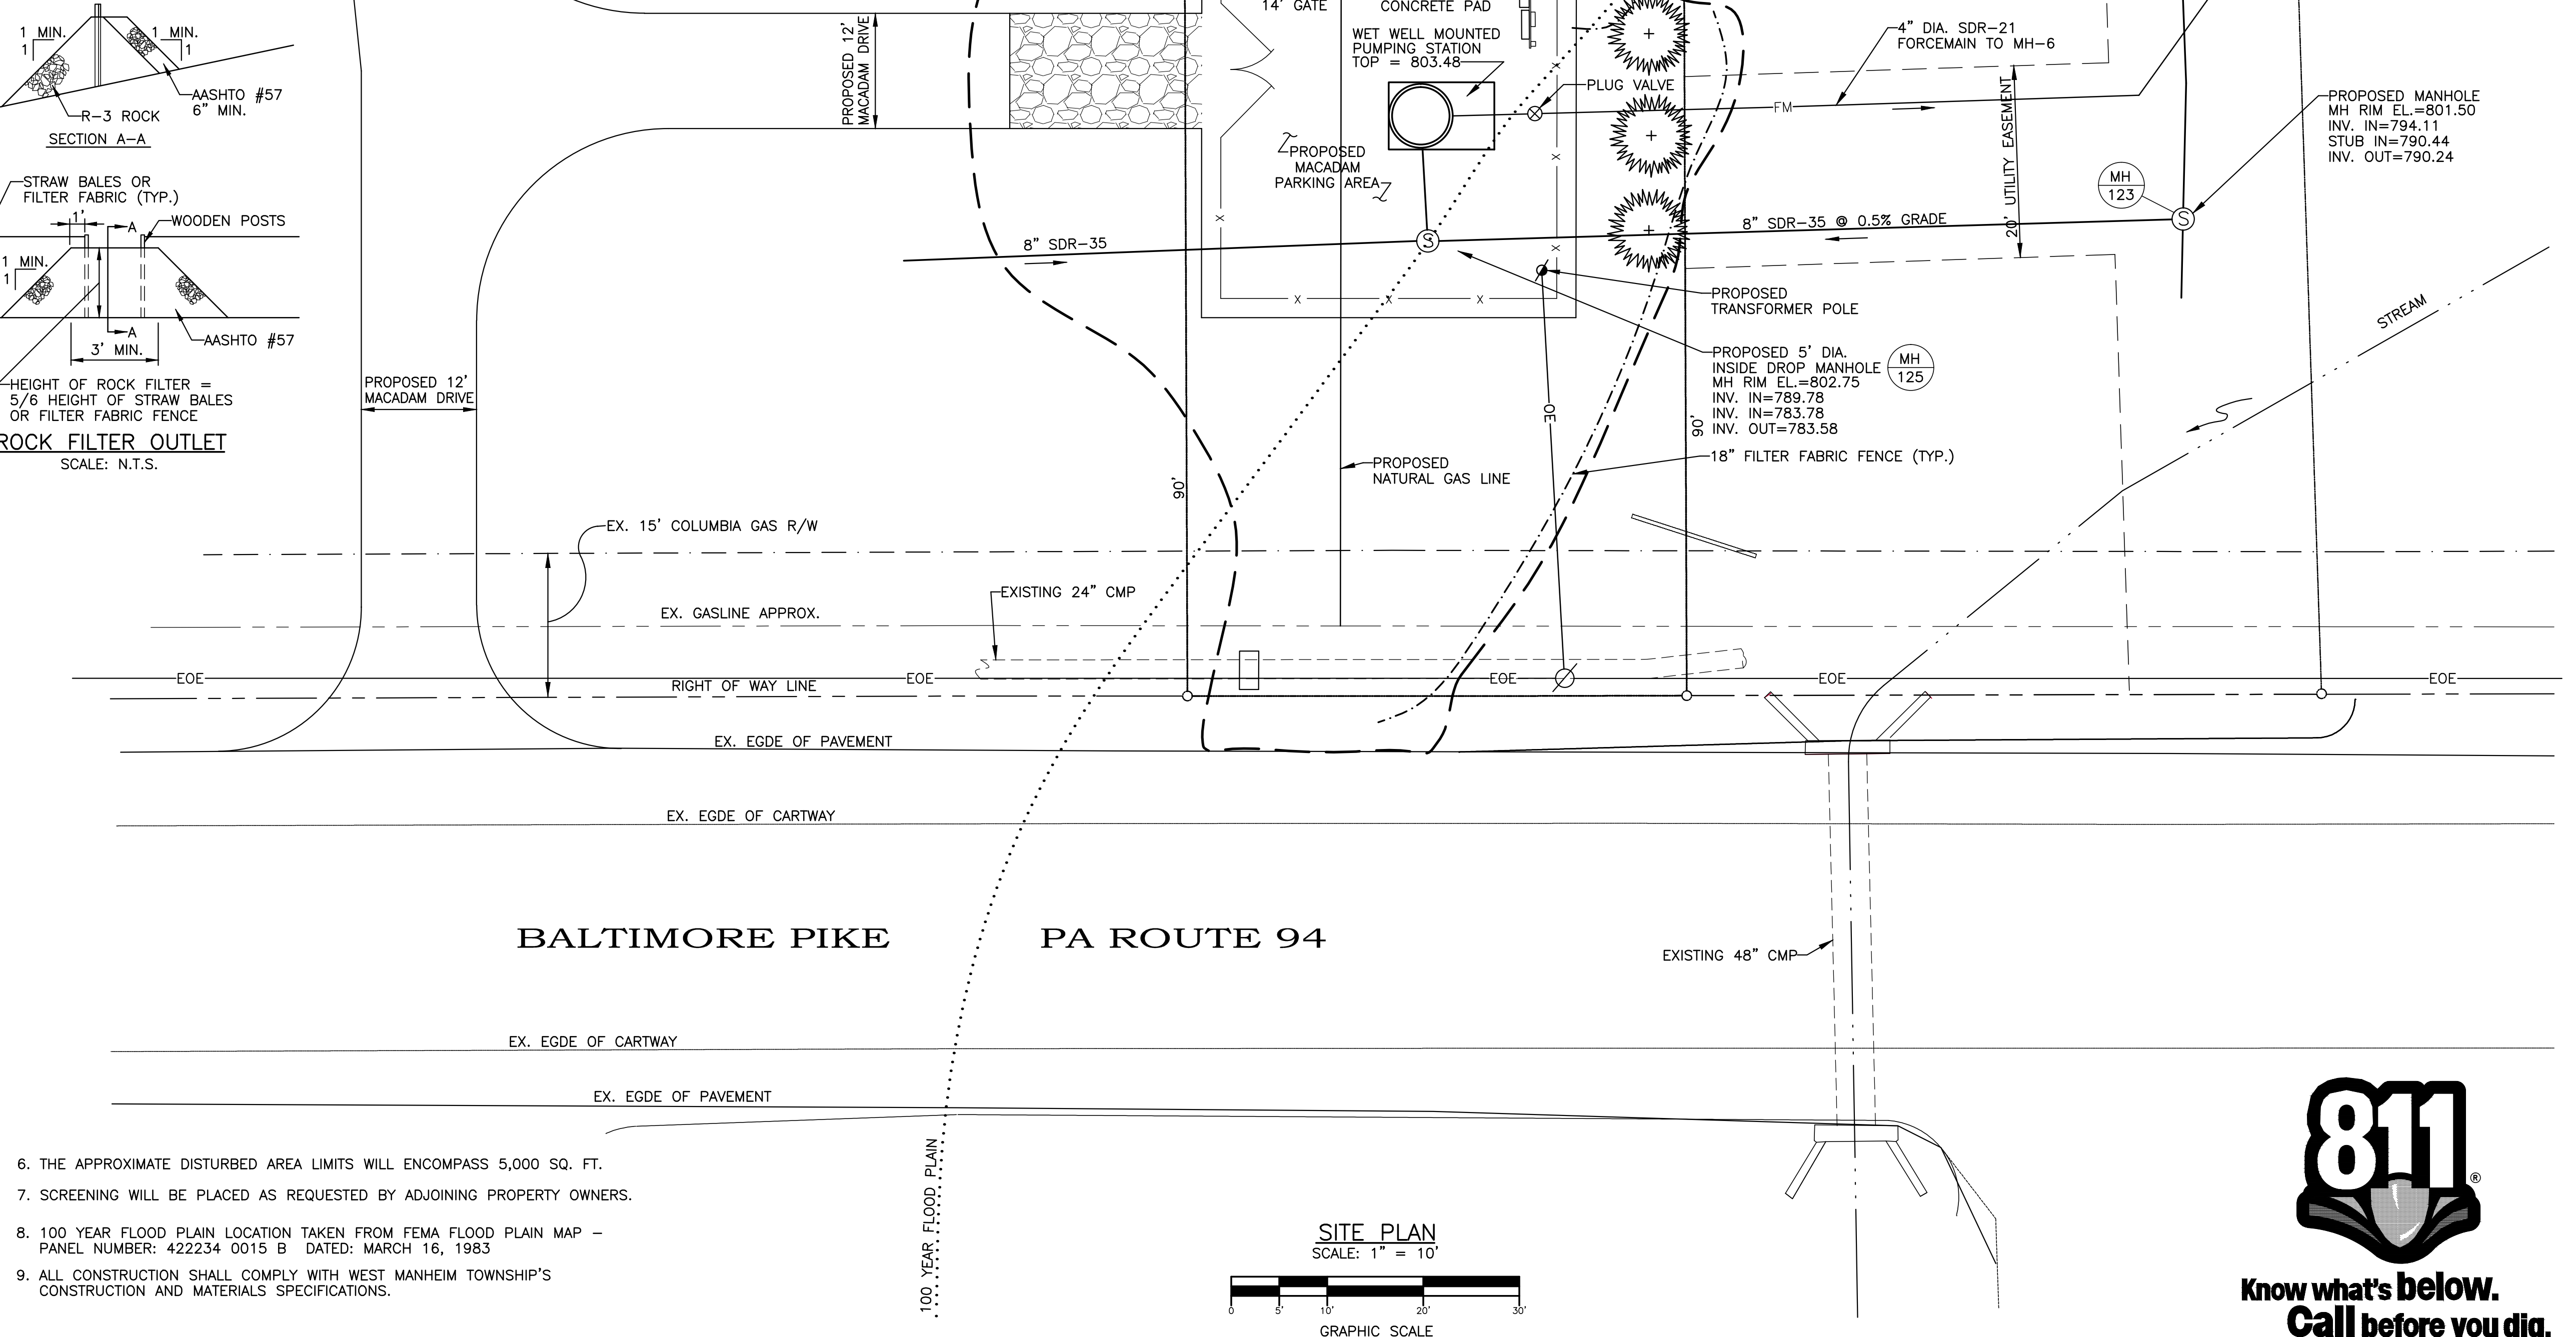 1 MIN.
1
1 MIN.
1
AASHTO #57
6" MIN.
R-3 ROCK
SECTION A-A
STRAW BALES OR
FILTER FABRIC (TYP.)
1'
A
WOODEN POSTS
1 MIN.
1
A
AASHTO #57
3' MIN.
HEIGHT OF ROCK FILTER =
5/6 HEIGHT OF STRAW BALES
OR FILTER FABRIC FENCE
ROCK FILTER OUTLET
SCALE: N.T.S.
PROPOSED 12'
MACADAM DRIVE
PROPOSED 12'
MACADAM DRIVE
14' GATE
CONCRETE PAD
WET WELL MOUNTED
PUMPING STATION
TOP = 803.48
PLUG VALVE
4" DIA. SDR-21
FORCEMAIN TO MH-6
FM
PROPOSED
MACADAM
PARKING AREA
20' UTILITY EASEMENT
PROPOSED MANHOLE
MH RIM EL.=801.50
INV. IN=794.11
STUB IN=790.44
INV. OUT=790.24
MH
123
S
8" SDR-35
S
8" SDR-35 @ 0.5% GRADE
X
X
X
X
X
X
X
PROPOSED
TRANSFORMER POLE
PROPOSED 5' DIA.
INSIDE DROP MANHOLE
MH RIM EL.=802.75
INV. IN=789.78
INV. IN=783.78
INV. OUT=783.58
MH
125
STREAM
OE
90'
90'
18" FILTER FABRIC FENCE (TYP.)
PROPOSED
NATURAL GAS LINE
EX. 15' COLUMBIA GAS R/W
EXISTING 24" CMP
EX. GASLINE APPROX.
EOE
EOE
EOE
EOE
EOE
RIGHT OF WAY LINE
EX. EGDE OF PAVEMENT
EX. EGDE OF CARTWAY
BALTIMORE PIKE
PA ROUTE 94
EXISTING 48" CMP
EX. EGDE OF CARTWAY
EX. EGDE OF PAVEMENT
100 YEAR FLOOD PLAIN
6. THE APPROXIMATE DISTURBED AREA LIMITS WILL ENCOMPASS 5,000 SQ. FT.
7. SCREENING WILL BE PLACED AS REQUESTED BY ADJOINING PROPERTY OWNERS.
8. 100 YEAR FLOOD PLAIN LOCATION TAKEN FROM FEMA FLOOD PLAIN MAP -
PANEL NUMBER: 422234 0015 B DATED: MARCH 16, 1983
9. ALL CONSTRUCTION SHALL COMPLY WITH WEST MANHEIM TOWNSHIP'S
CONSTRUCTION AND MATERIALS SPECIFICATIONS.
SITE PLAN
SCALE: 1" = 10'
0 5' 10' 20' 30'
GRAPHIC SCALE
811®
Know what's below.
Call before you dig.